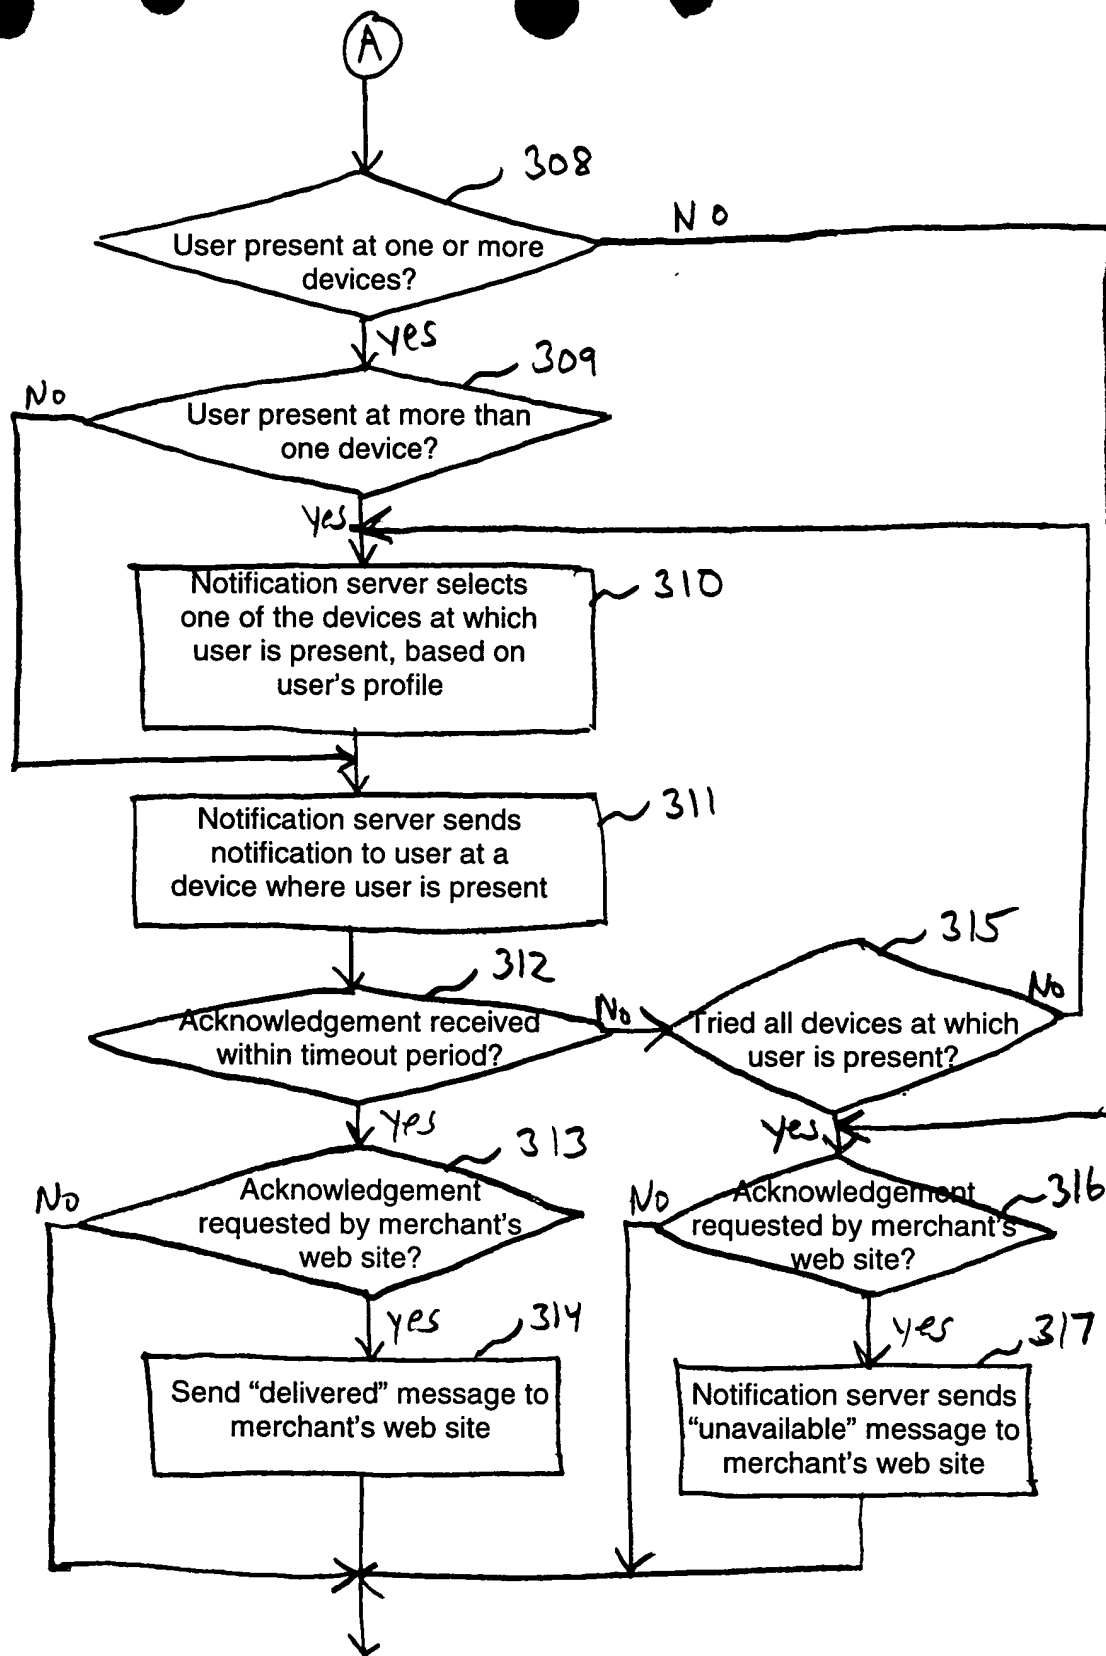 A
308
No
User present at one or more
devices?
yes
309
No
User present at more than
one device?
yes
Notification server selects
one of the devices at which
user is present, based on
user's profile
310
311
Notification server sends
notification to user at a
device where user is present
312
315
No
No
Acknowledgement received
within timeout period?
Tried all devices at which
user is present?
yes
yes
313
316
No
Acknowledgement
requested by merchant's
web site?
No
Acknowledgement
requested by merchant's
web site?
yes
314
yes
317
Send “delivered” message to
merchant's web site
Notification server sends
“unavailable” message to
merchant's web site